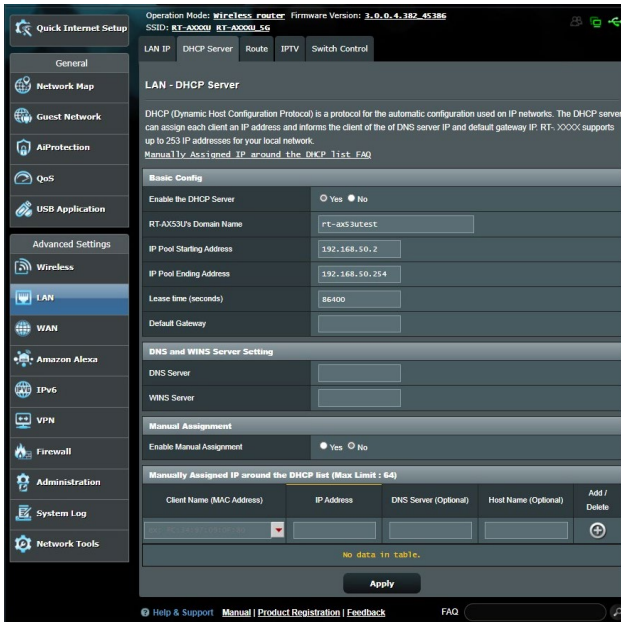 Quick Internet Setup
General
Network Map
Guest Network
AiProtection
QoS
USB Application
Advanced Settings
Wireless
LAN
WAN
Amazon Alexa
IPv6
VPN
Firewall
Administration
System Log
Network Tools
Operation Mode: Wireless router Firmware Version: 3.0.0.4.382_45386
SSID: RT-AXXXU RT-AXXXU_5G
LAN IP DHCP Server Route IPTV Switch Control
LAN - DHCP Server
DHCP (Dynamic Host Configuration Protocol) is a protocol for the automatic configuration used on IP networks. The DHCP server
can assign each client an IP address and informs the client of the of DNS server IP and default gateway IP. RT-. XXXX supports
up to 253 IP addresses for your local network.
Manually Assigned IP around the DHCP list FAQ
Basic Config
Enable the DHCP Server Yes No
RT-AX53U's Domain Name rt-ax53utest
IP Pool Starting Address 192.168.50.2
IP Pool Ending Address 192.168.50.254
Lease time (seconds) 86400
Default Gateway
DNS and WINS Server Setting
DNS Server
WINS Server
Manual Assignment
Enable Manual Assignment Yes No
Manually Assigned IP around the DHCP list (Max Limit : 64)
Client Name (MAC Address) IP Address DNS Server (Optional) Host Name (Optional) Add /
Delete
No data in table.
Apply
Help & Support Manual | Product Registration | Feedback FAQ